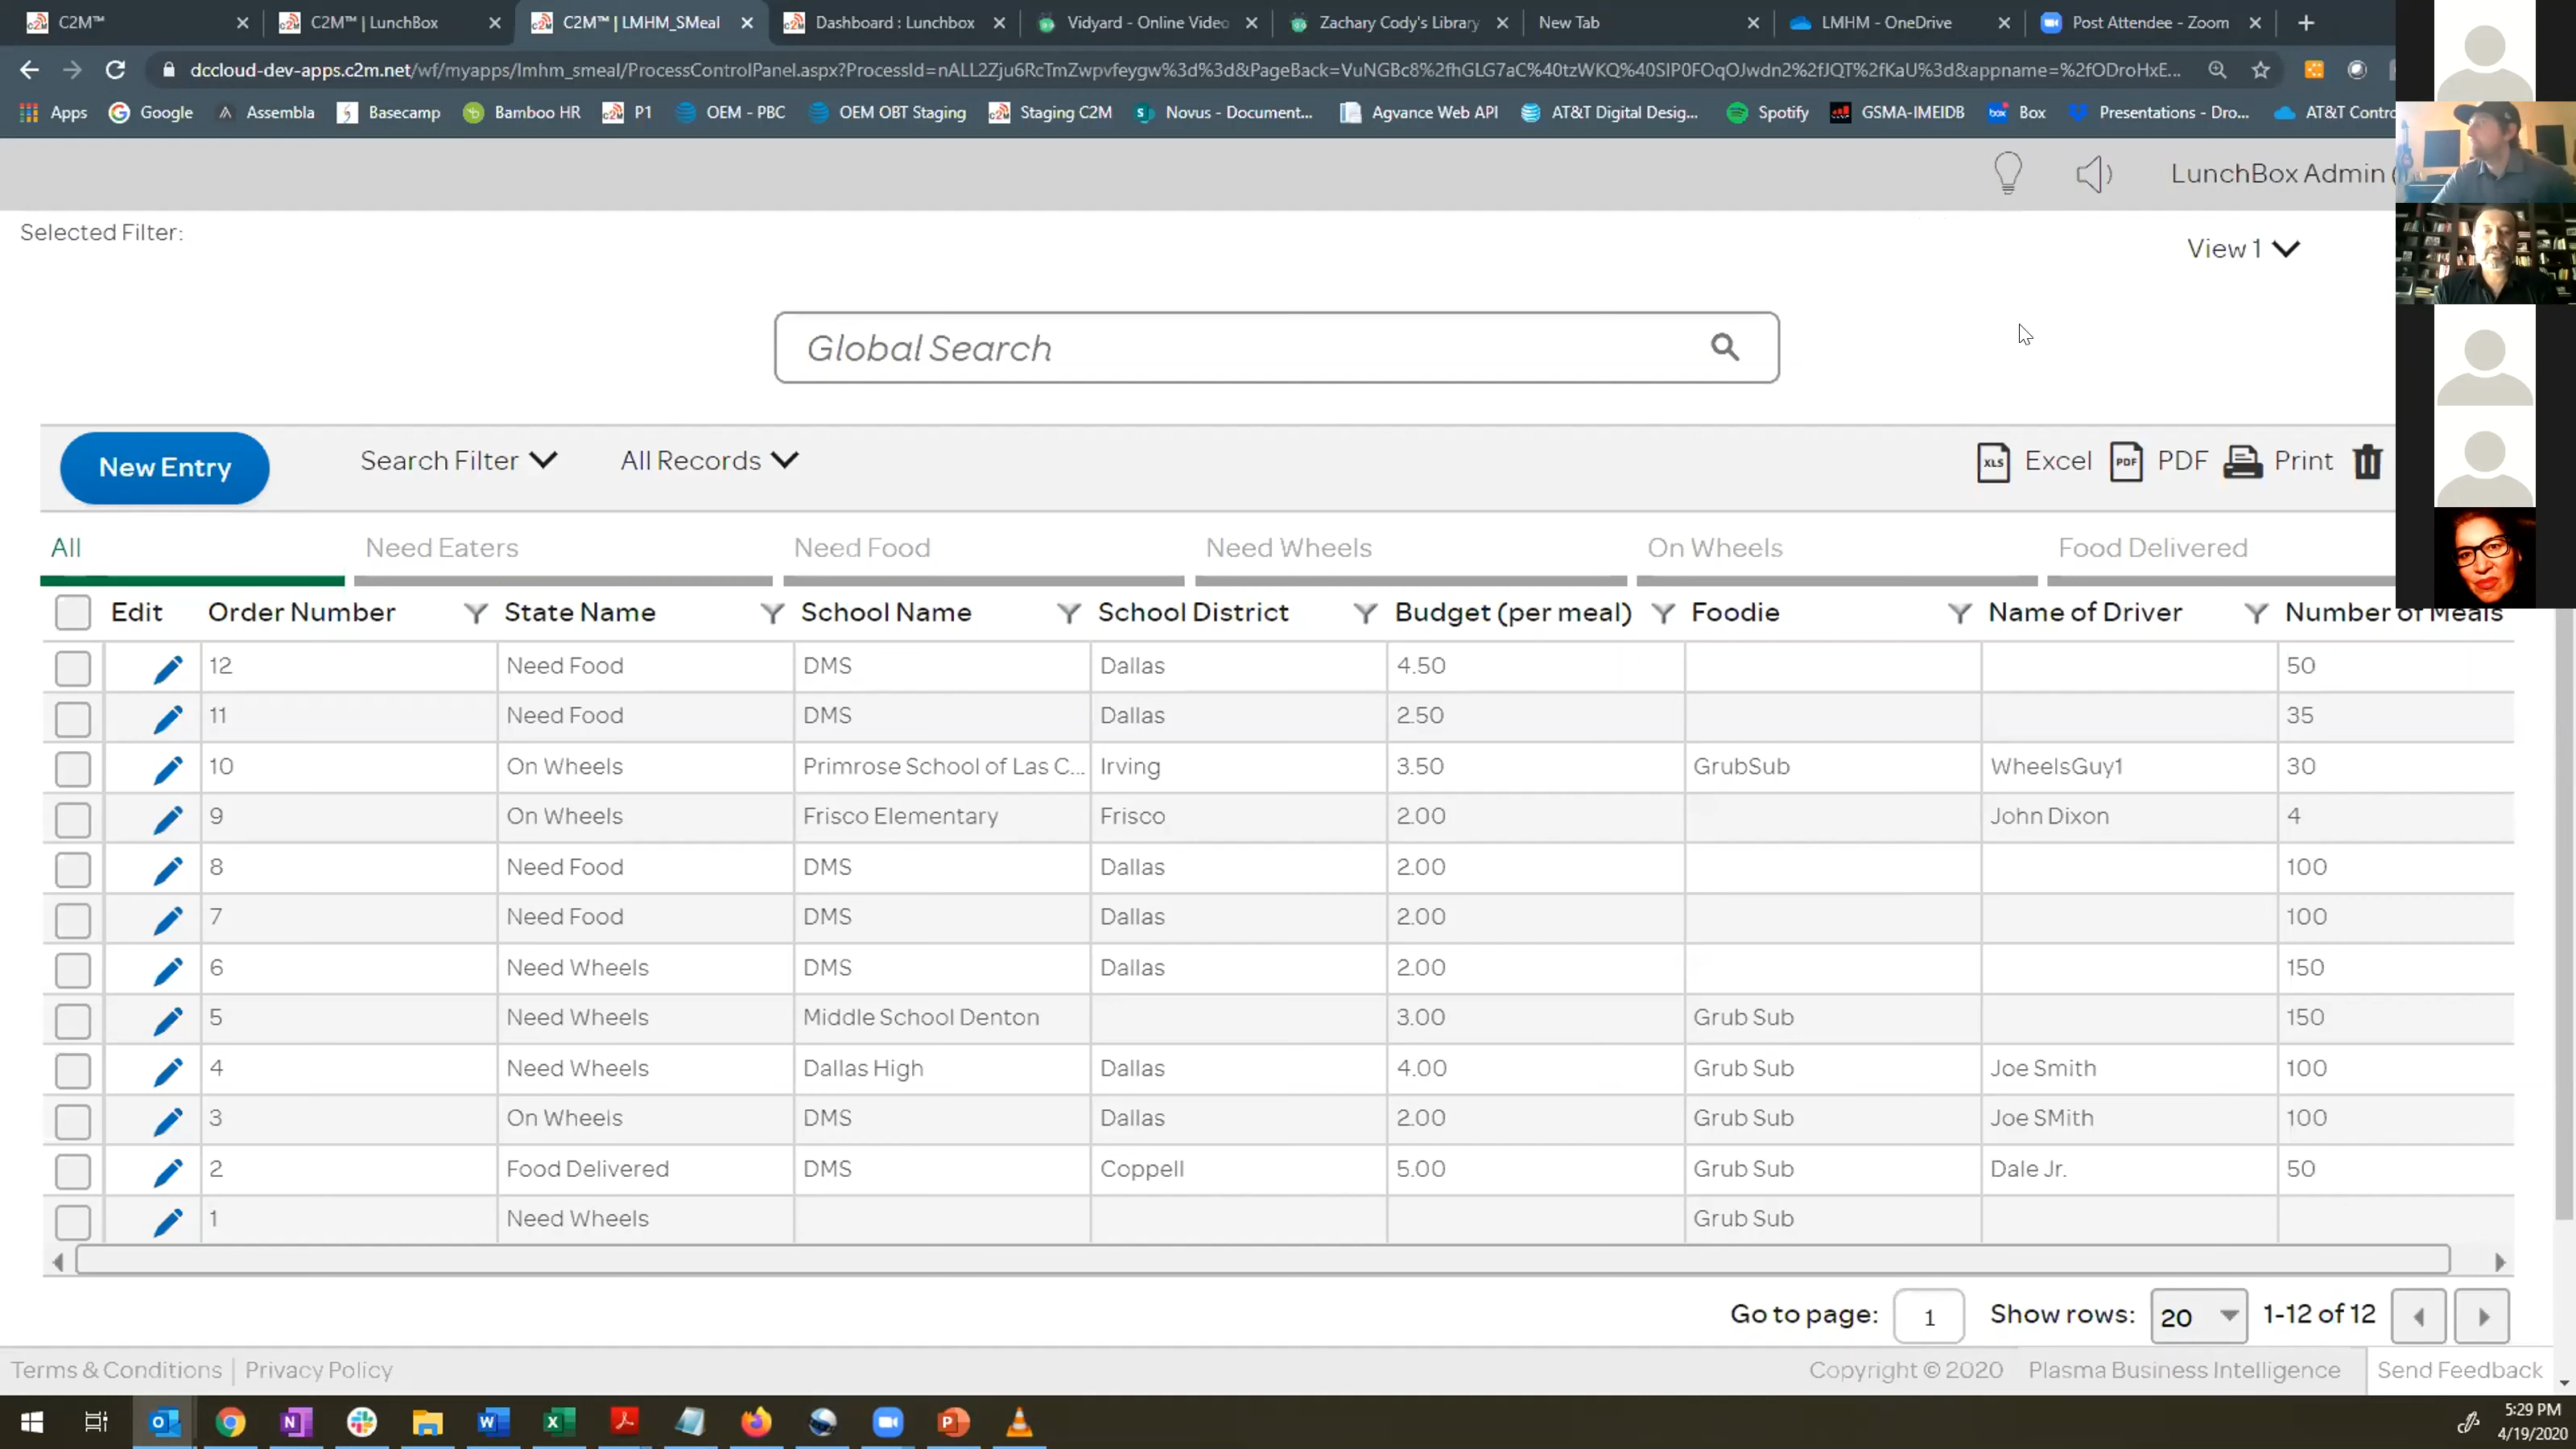 C2M™ C2M™ | LunchBox C2M™ | LMHM_SMeal Dashboard : Lunchbox Vidyard - Online Video Zachary Cody's Library New Tab LMHM - OneDrive Post Attendee - Zoom
dccloud-dev-apps.c2m.net/wf/myapps/lmhm_smeal/ProcessControlPanel.aspx?ProcessId=nALL2Zju6RcTmZwpvfeygw%3d%3d&PageBack=VuNGBc8%2fhGLG7aC%40tzWKQ%40SIP0FOqOJwdn2%2fJQT%2fKaU%3d&appname=%2fODroHxE...
Apps Google Assembla Basecamp Bamboo HR P1 OEM - PBC OEM OBT Staging Staging C2M Novus - Document... Agvance Web API AT&T Digital Desig... Spotify GSMA-IMEIDB Box Presentations - Dro... AT&T Contro
LunchBox Admin (
Selected Filter:
View 1
Global Search
New Entry Search Filter All Records XLS Excel PDF PDF Print
All Need Eaters Need Food Need Wheels On Wheels Food Delivered
Edit Order Number State Name School Name School District Budget (per meal) Foodie Name of Driver Number of Meals
12 Need Food DMS Dallas 4.50 50
11 Need Food DMS Dallas 2.50 35
10 On Wheels Primrose School of Las C... Irving 3.50 GrubSub WheelsGuy1 30
9 On Wheels Frisco Elementary Frisco 2.00 John Dixon 4
8 Need Food DMS Dallas 2.00 100
7 Need Food DMS Dallas 2.00 100
6 Need Wheels DMS Dallas 2.00 150
5 Need Wheels Middle School Denton 3.00 Grub Sub 150
4 Need Wheels Dallas High Dallas 4.00 Grub Sub Joe Smith 100
3 On Wheels DMS Dallas 2.00 Grub Sub Joe SMith 100
2 Food Delivered DMS Coppell 5.00 Grub Sub Dale Jr. 50
1 Need Wheels Grub Sub
Go to page: 1 Show rows: 20 1-12 of 12
Terms & Conditions | Privacy Policy Copyright © 2020 Plasma Business Intelligence Send Feedback
5:29 PM
4/19/2020